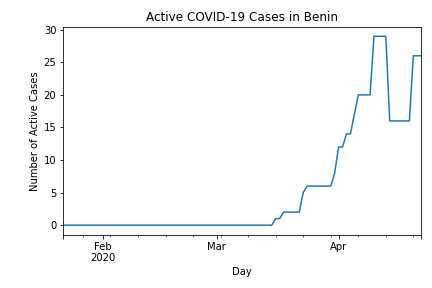 Active COVID-19 Cases in Benin
Number of Active Cases
30
25
20
15
10
5
0
Feb
2020
Mar
Apr
Day